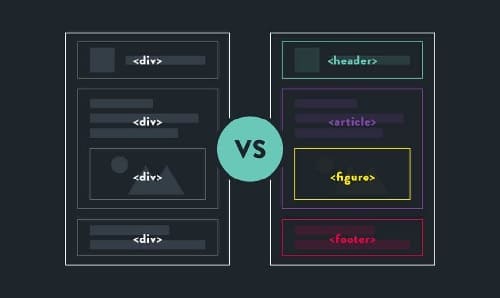 <div>
<div>
<div>
<div>
VS
<header>
<article>
<figure>
<footer>